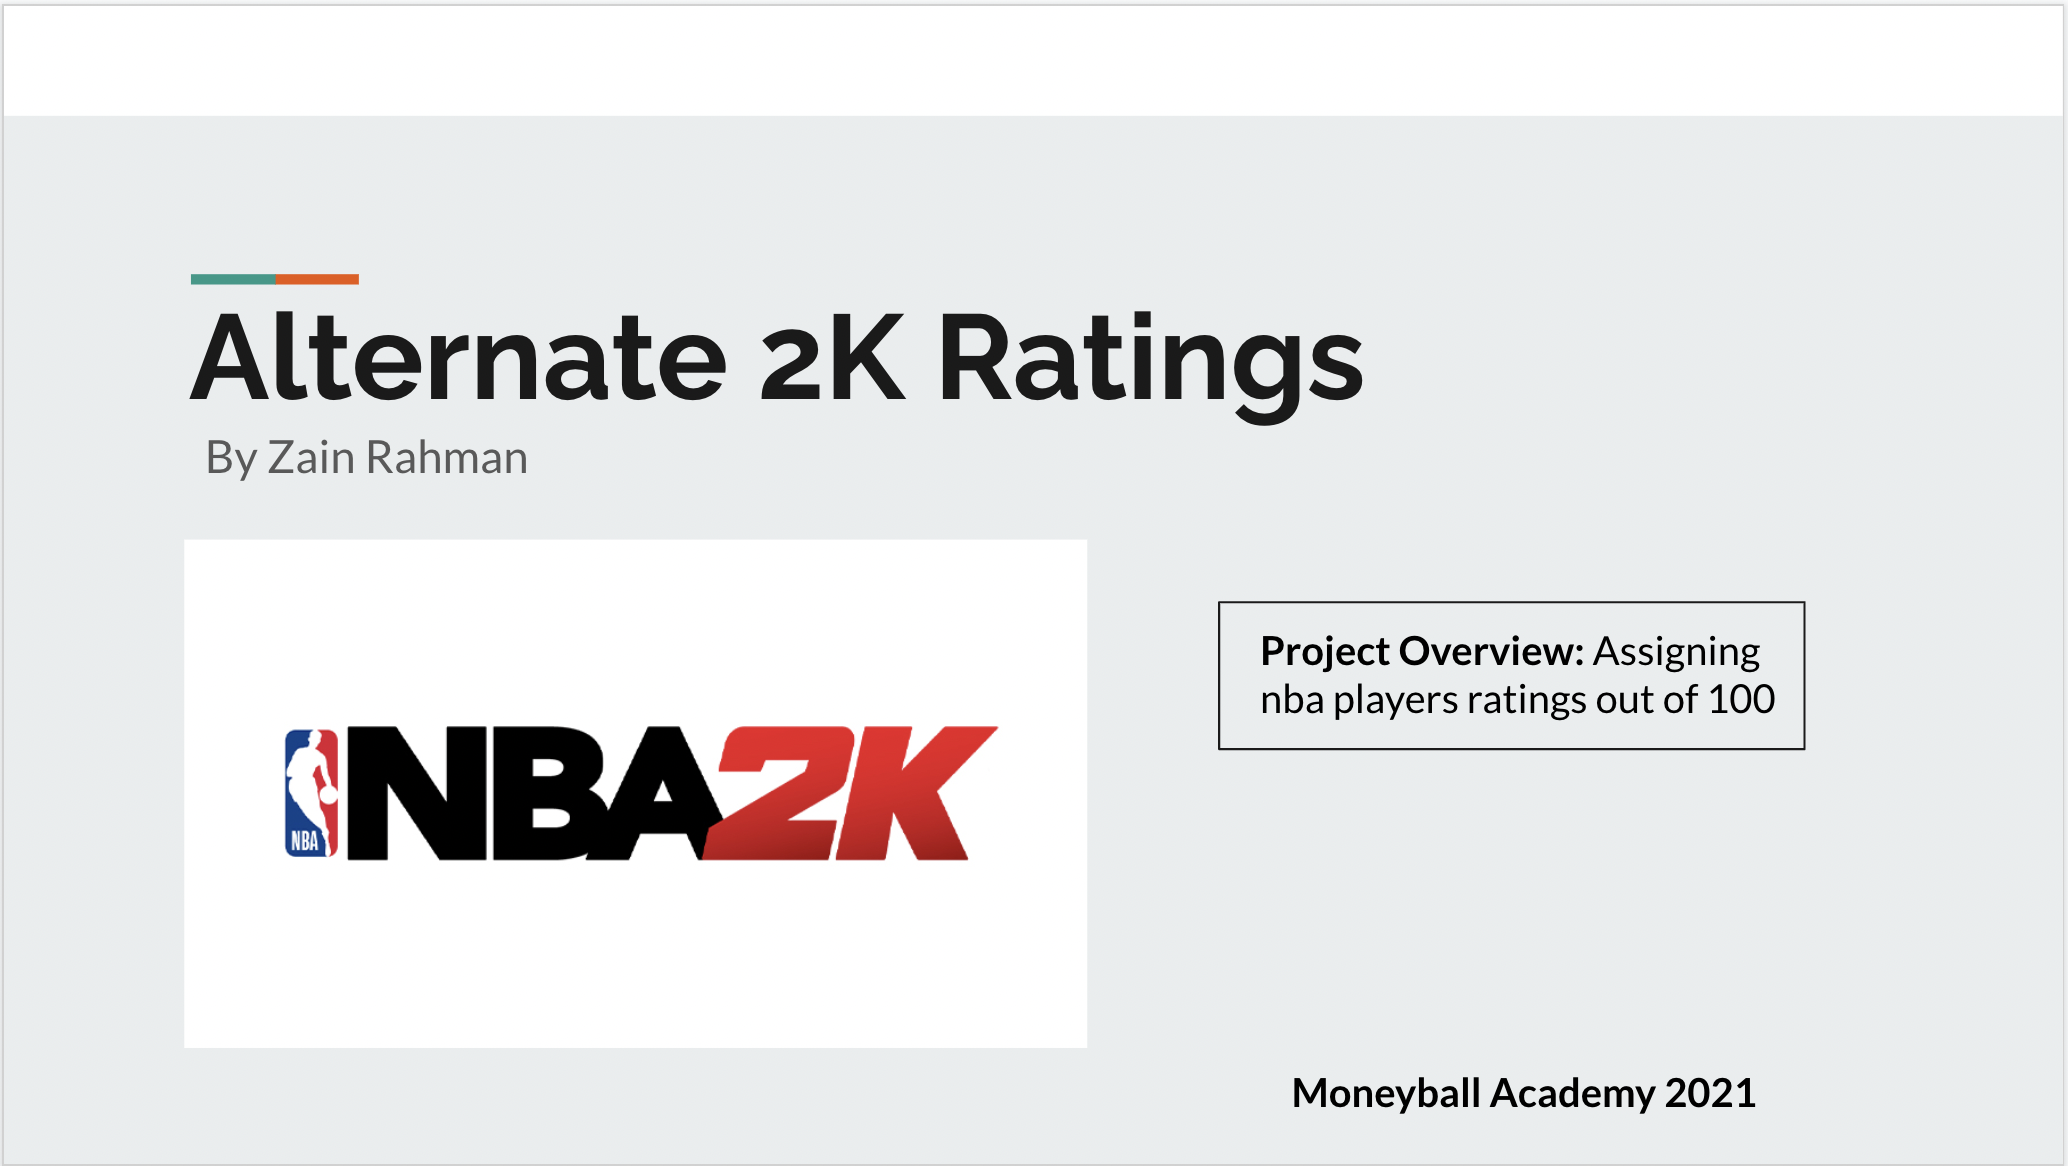 Alternate 2K Ratings
By Zain Rahman
NBA
NBA2K
Project Overview: Assigning
nba players ratings out of 100
Moneyball Academy 2021